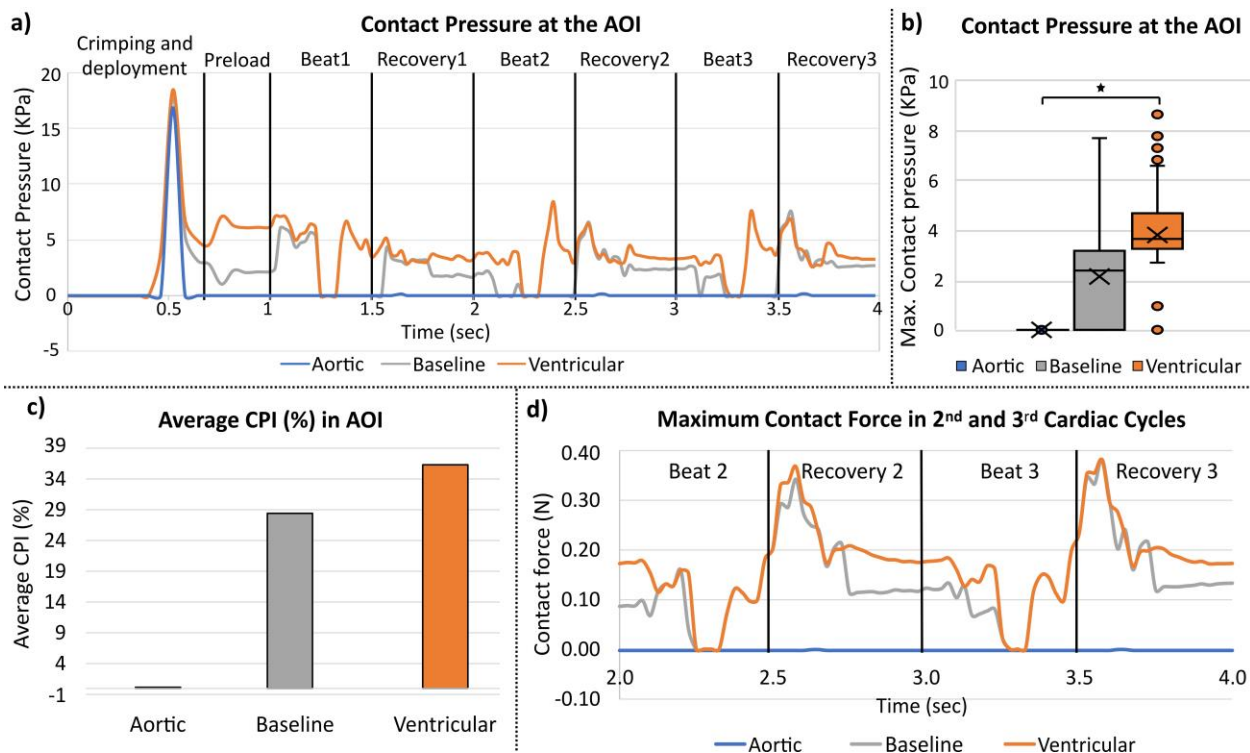 a)
Contact Pressure at the AOI
Crimping and deployment
Preload
Beat1
Recovery1
Beat2
Recovery2
Beat3
Recovery3
Contact Pressure (KPa)
20
15
10
5
0
-5
0
0.5
1
1.5
2
2.5
3
3.5
4
Time (sec)
Aortic
Baseline
Ventricular
b)
Contact Pressure at the AOI
Max. Contact pressure (KPa)
10
8
6
4
2
0
Aortic
Baseline
Ventricular
c)
Average CPI (%) in AOI
Average CPI (%)
39
34
29
24
19
14
9
4
-1
Aortic
Baseline
Ventricular
d)
Maximum Contact Force in 2nd and 3rd Cardiac Cycles
Beat 2
Recovery 2
Beat 3
Recovery 3
Contact force (N)
0.40
0.30
0.20
0.10
0.00
-0.10
2.0
2.5
3.0
3.5
4.0
Time (sec)
Aortic
Baseline
Ventricular